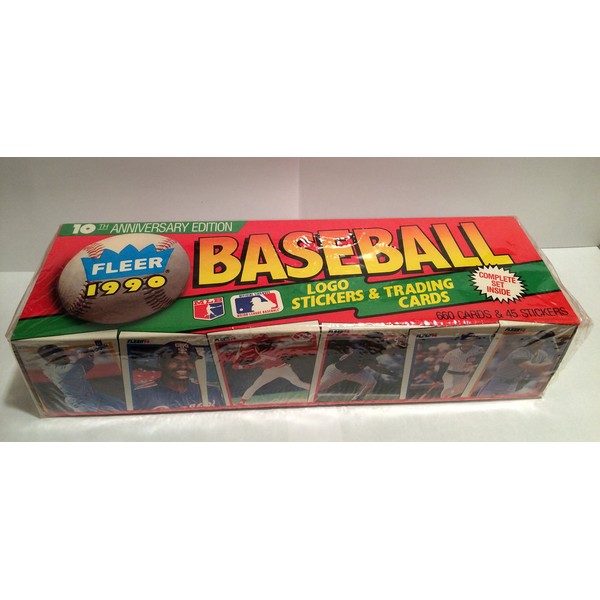 10TH ANNIVERSARY EDITION
FLEER
1990
BASEBALL
LOGO
STICKERS & TRADING
CARDS
COMPLETE
SET
INSIDE
660 CARDS & 45 STICKERS